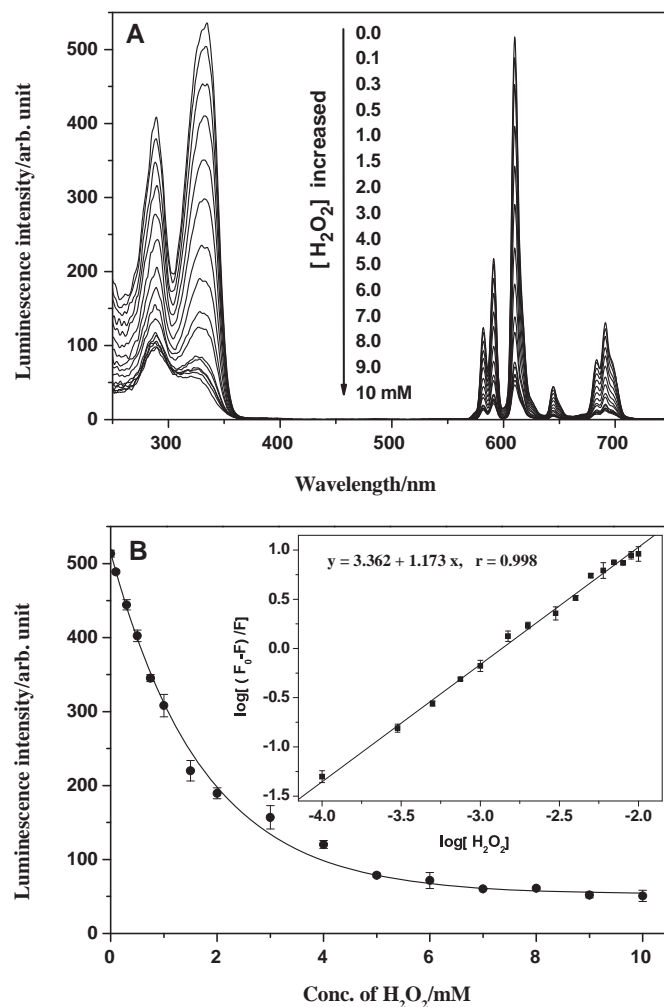 A
500
400
300
200
100
0
Luminescence intensity/arb. unit
[ H₂O₂] increased
0.0
0.1
0.3
0.5
1.0
1.5
2.0
3.0
4.0
5.0
6.0
7.0
8.0
9.0
10 mM
300 400 500 600 700
Wavelength/nm
B
500
400
300
200
100
0
Luminescence intensity/arb. unit
y = 3.362 + 1.173 x, r = 0.998
1.0
0.5
0.0
-0.5
-1.0
-1.5
log[ ( F₀-F) /F]
-4.0 -3.5 -3.0 -2.5 -2.0
log[ H₂O₂]
0 2 4 6 8 10
Conc. of H₂O₂/mM